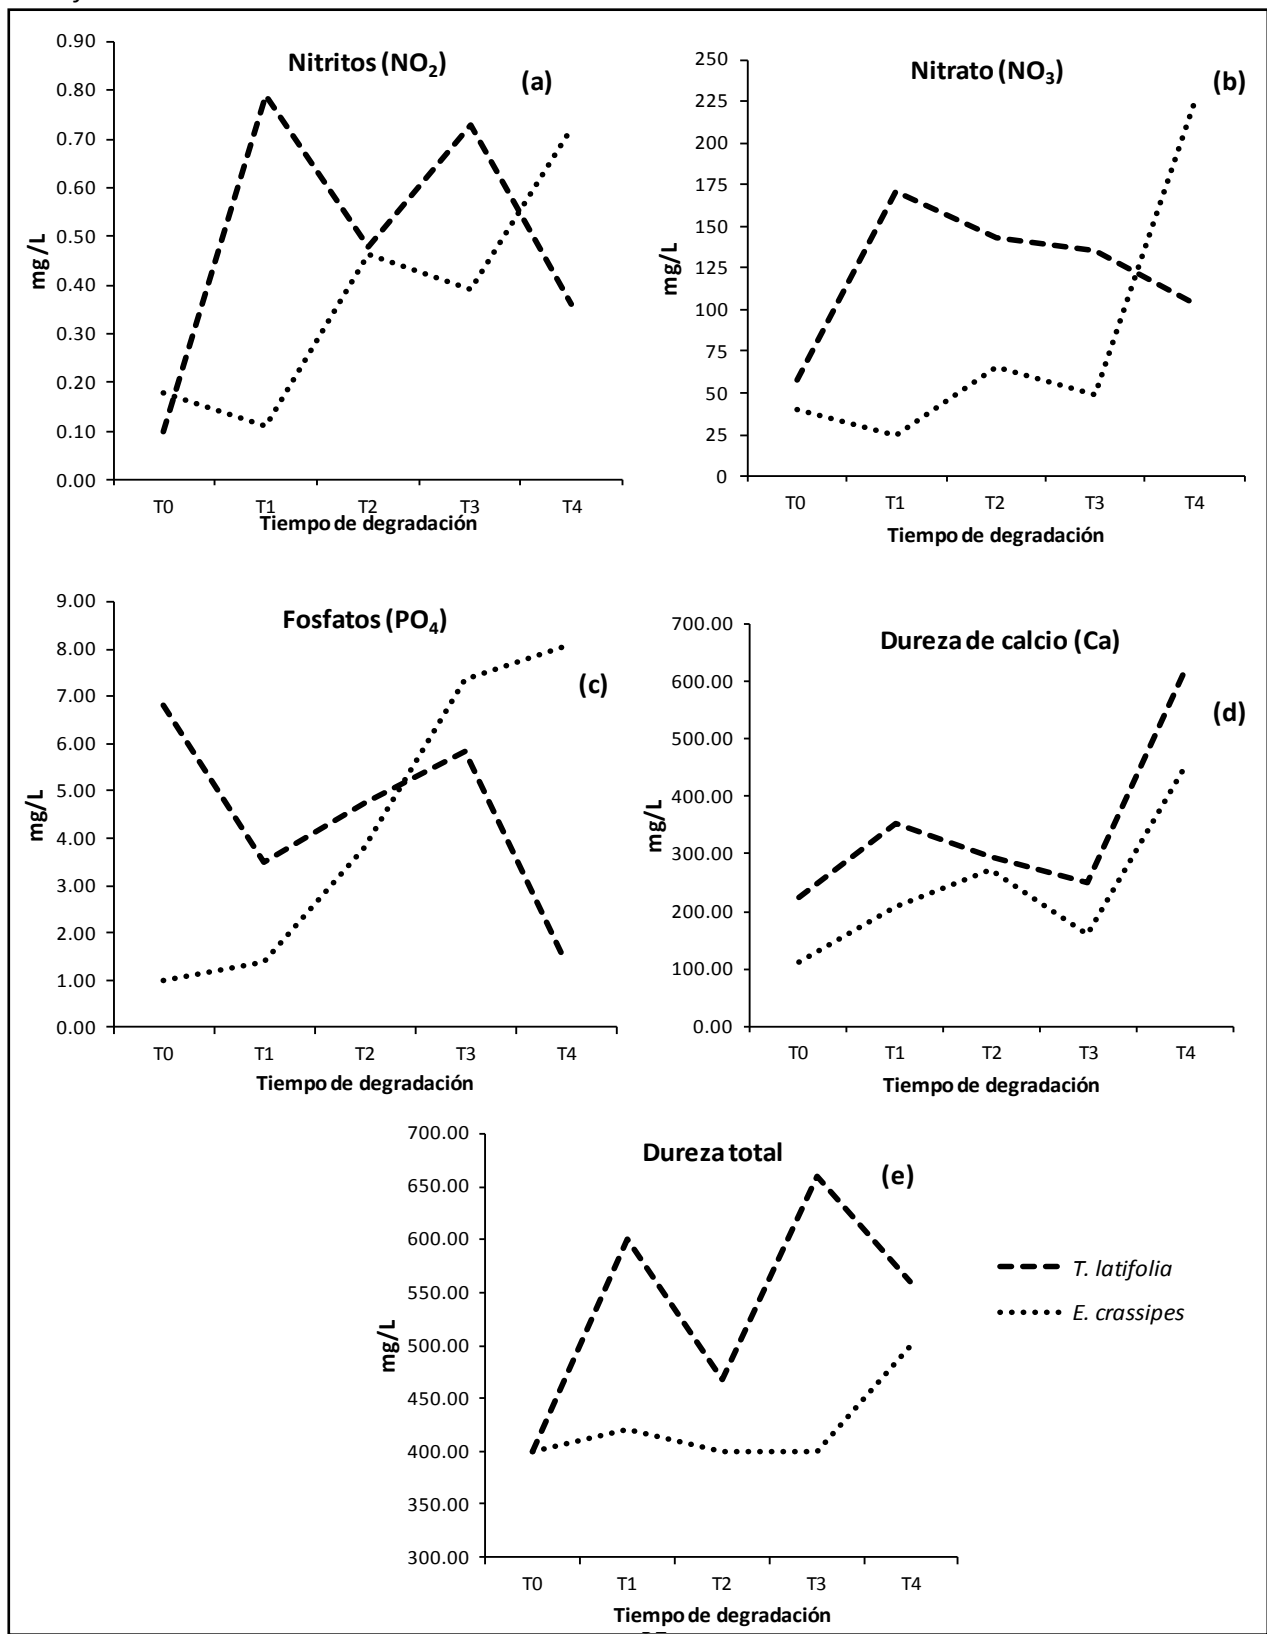 Nitritos (NO2)
(a)
0.90
0.80
0.70
0.60
0.50
0.40
0.30
0.20
0.10
0.00
mg/L
T0 T1 T2 T3 T4
Tiempo de degradación
Nitrato (NO3)
(b)
250
225
200
175
150
125
100
75
50
25
0
mg/L
T0 T1 T2 T3 T4
Tiempo de degradación
Fosfatos (PO4)
(c)
9.00
8.00
7.00
6.00
5.00
4.00
3.00
2.00
1.00
0.00
mg/L
T0 T1 T2 T3 T4
Tiempo de degradación
Dureza de calcio (Ca)
(d)
700.00
600.00
500.00
400.00
300.00
200.00
100.00
0.00
mg/L
T0 T1 T2 T3 T4
Tiempo de degradación
Dureza total
(e)
700.00
650.00
600.00
550.00
500.00
450.00
400.00
350.00
300.00
mg/L
T0 T1 T2 T3 T4
Tiempo de degradación
T. latifolia
E. crassipes